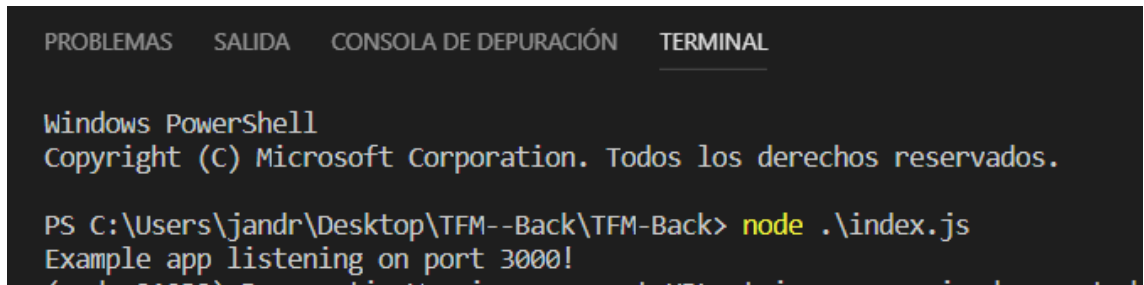 PROBLEMAS SALIDA CONSOLA DE DEPURACIÓN TERMINAL
Windows PowerShell
Copyright (C) Microsoft Corporation. Todos los derechos reservados.
PS C:\Users\jandr\Desktop\TFM--Back\TFM-Back> node .\index.js
Example app listening on port 3000!